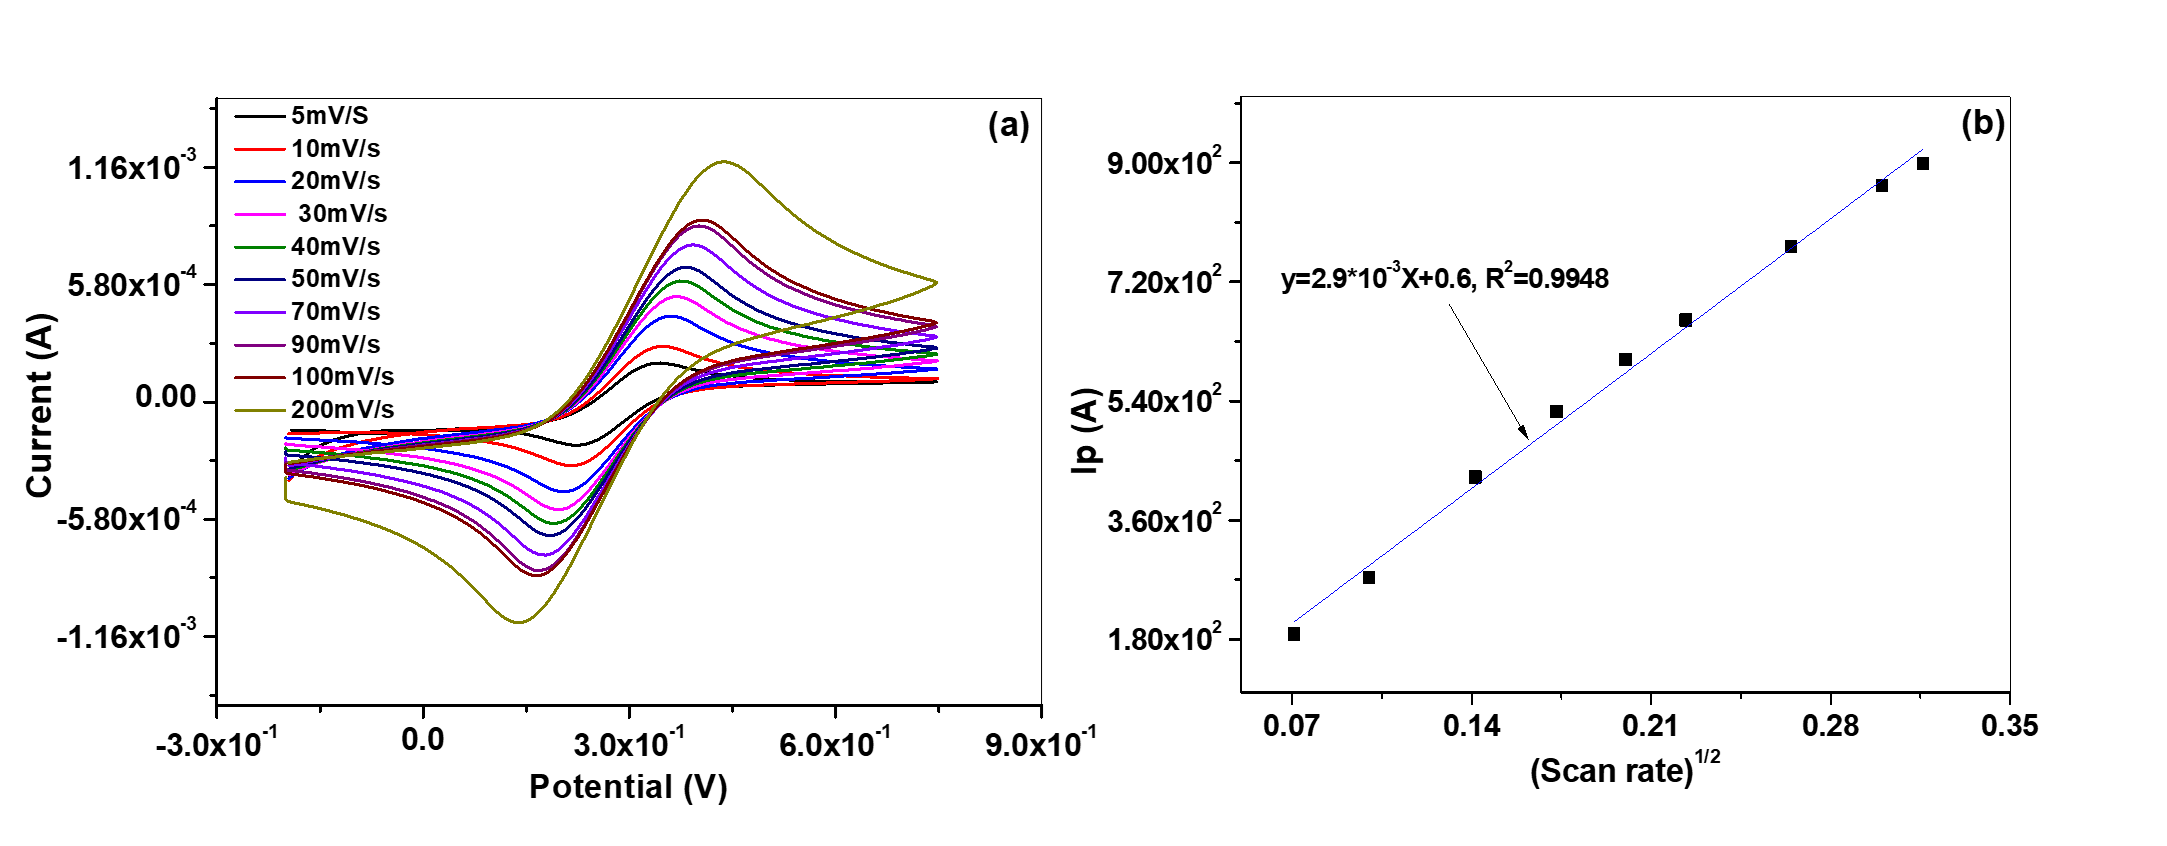 (a)
5mV/S
10mV/s
20mV/s
30mV/s
40mV/s
50mV/s
70mV/s
90mV/s
100mV/s
200mV/s
Current (A)
1.16x10⁻³
5.80x10⁻⁴
0.00
-5.80x10⁻⁴
-1.16x10⁻³
-3.0x10⁻¹
0.0
3.0x10⁻¹
6.0x10⁻¹
9.0x10⁻¹
Potential (V)
(b)
y=2.9*10⁻³X+0.6, R²=0.9948
Ip (A)
9.00x10²
7.20x10²
5.40x10²
3.60x10²
1.80x10²
0.07
0.14
0.21
0.28
0.35
(Scan rate)¹/²